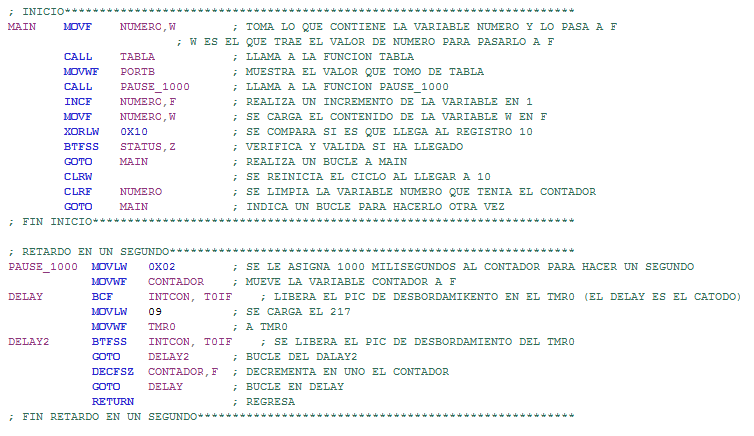 ; INICIO*************************************************************************
MAIN MOVF NUMERO,W ; TOMA LO QUE CONTIENE LA VARIABLE NUMERO Y LO PASA A F
; W ES EL QUE TRAE EL VALOR DE NUMERO PARA PASARLO A F
CALL TABLA ; LLAMA A LA FUNCION TABLA
MOVWF PORTB ; MUESTRA EL VALOR QUE TOMO DE TABLA
CALL PAUSE_1000 ; LLAMA A LA FUNCION PAUSE_1000
INCF NUMERO,F ; REALIZA UN INCREMENTO DE LA VARIABLE EN 1
MOVF NUMERO,W ; SE CARGA EL CONTENIDO DE LA VARIABLE W EN F
XORLW 0X10 ; SE COMPARA SI ES QUE LLEGA AL REGISTRO 10
BTFSS STATUS,Z ; VERIFICA Y VALIDA SI HA LLEGADO
GOTO MAIN ; REALIZA UN BUCLE A MAIN
CLRW ; SE REINICIA EL CICLO AL LLEGAR A 10
CLRF NUMERO ; SE LIMPIA LA VARIABLE NUMERO QUE TENIA EL CONTADOR
GOTO MAIN ; INDICA UN BUCLE PARA HACERLO OTRA VEZ
; FIN INICIO*********************************************************************
; RETARDO EN UN SEGUNDO**********************************************************
PAUSE_1000 MOVLW 0X02 ; SE LE ASIGNA 1000 MILISEGUNDOS AL CONTADOR PARA HACER UN SEGUNDO
MOVWF CONTADOR ; MUEVE LA VARIABLE CONTADOR A F
DELAY BCF INTCON, T0IF ; LIBERA EL PIC DE DESBORDAMIKENTO EN EL TMR0 (EL DELAY ES EL CATODO)
MOVLW 09 ; SE CARGA EL 217
MOVWF TMR0 ; A TMR0
DELAY2 BTFSS INTCON, T0IF ; SE LIBERA EL PIC DE DESBORDAMIENTO DEL TMR0
GOTO DELAY2 ; BUCLE DEL DALAY2
DECFSZ CONTADOR,F ; DECREMENTA EN UNO EL CONTADOR
GOTO DELAY ; BUCLE EN DELAY
RETURN ; REGRESA
; FIN RETARDO EN UN SEGUNDO******************************************************